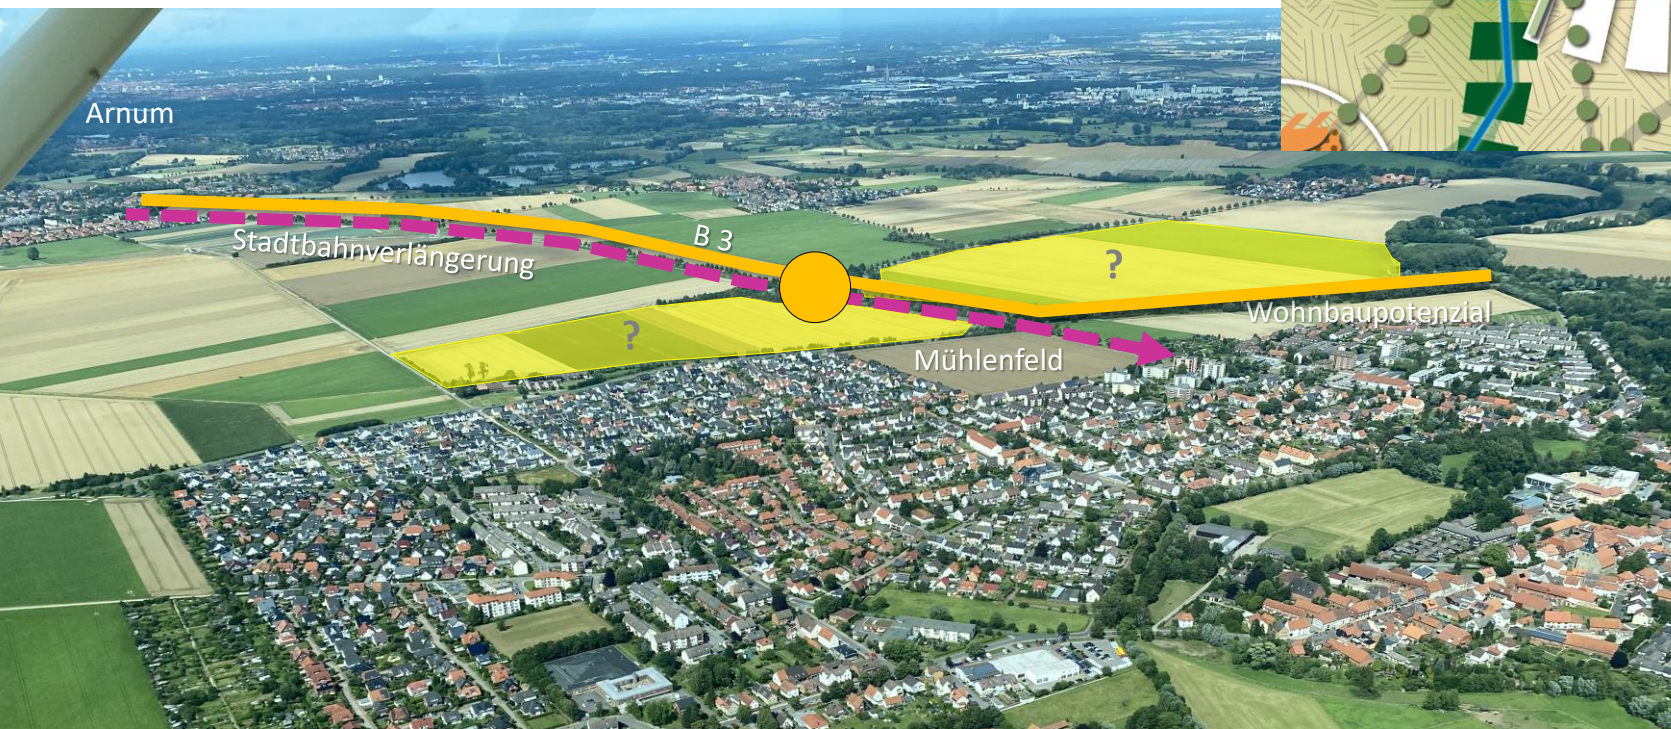 Arnum
Stadtbahnverlängerung
B 3
?
?
Wohnbaupotenzial
Mühlenfeld